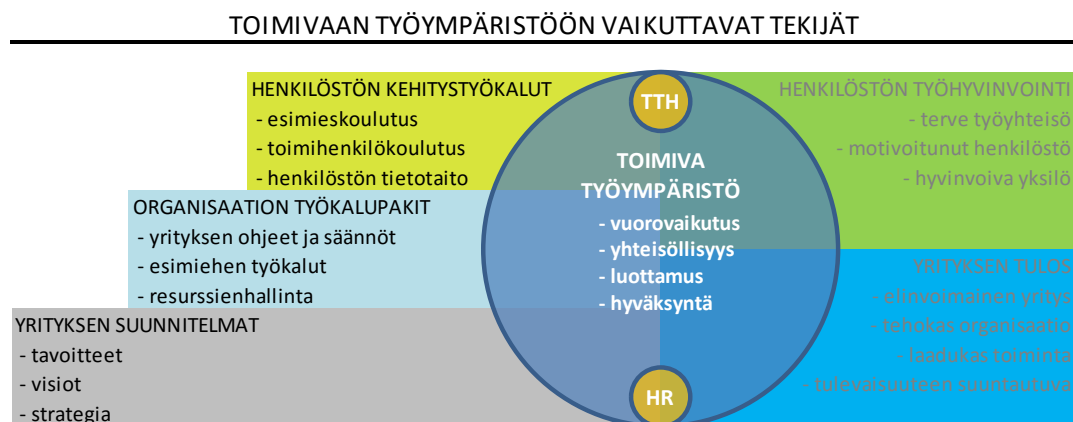 TOIMIVAAN TYÖYMPÄRISTÖÖN VAIKUTTAVAT TEKIJÄT
HENKILÖSTÖN KEHITYSTYÖKALUT
- esimieskoulutus
- toimihenkilökoulutus
- henkilöstön tietotaito
ORGANISAATION TYÖKALUPAKIT
- yrityksen ohjeet ja säännöt
- esimiehen työkalut
- resurssienhallinta
YRITYKSEN SUUNNITELMAT
- tavoitteet
- visiot
- strategia
TTH
TOIMIVA
TYÖYMPÄRISTÖ
- vuorovaikutus
- yhteisöllisyys
- luottamus
- hyväksyntä
HR
HENKILÖSTÖN TYÖHYVINVOINTI
- terve työyhteisö
- motivoitunut henkilöstö
- hyvinvoiva yksilö
YRITYKSEN TULOS
- elinvoimainen yritys
- tehokas organisaatio
- laadukas toiminta
- tulevaisuuteen suuntautuva